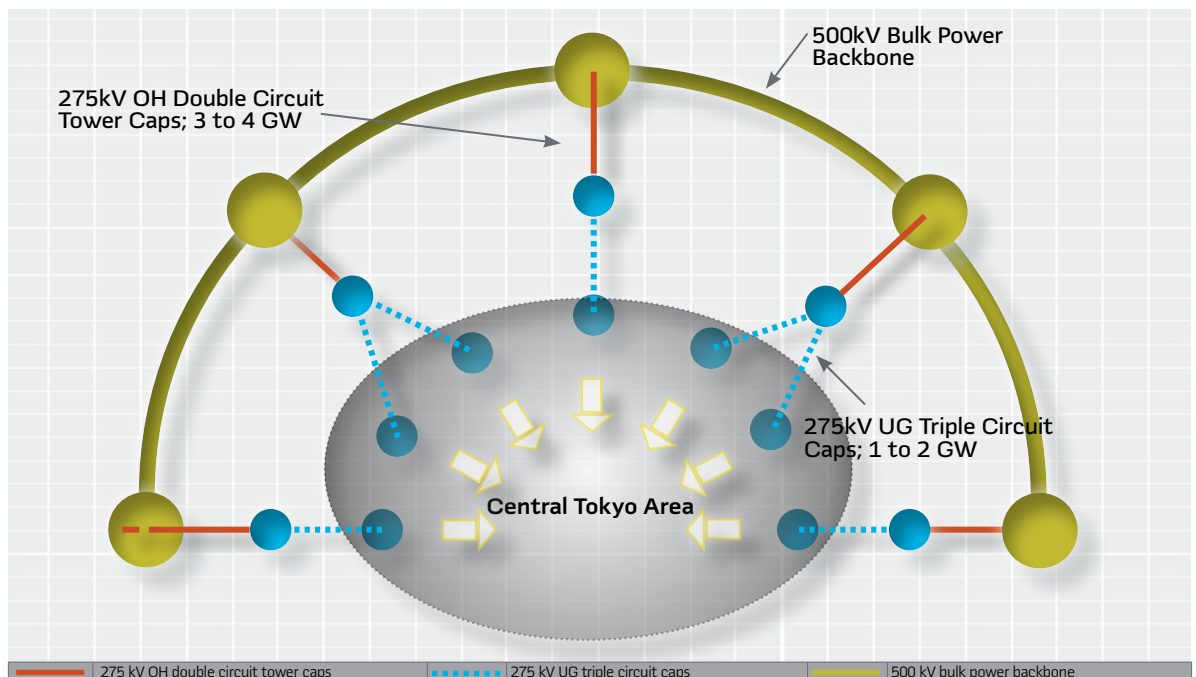 500kV Bulk Power
Backbone
275kV OH Double Circuit
Tower Caps; 3 to 4 GW
275kV UG Triple Circuit
Caps; 1 to 2 GW
Central Tokyo Area
275 kV OH double circuit tower caps
275 kV UG triple circuit caps
500 kV bulk power backbone